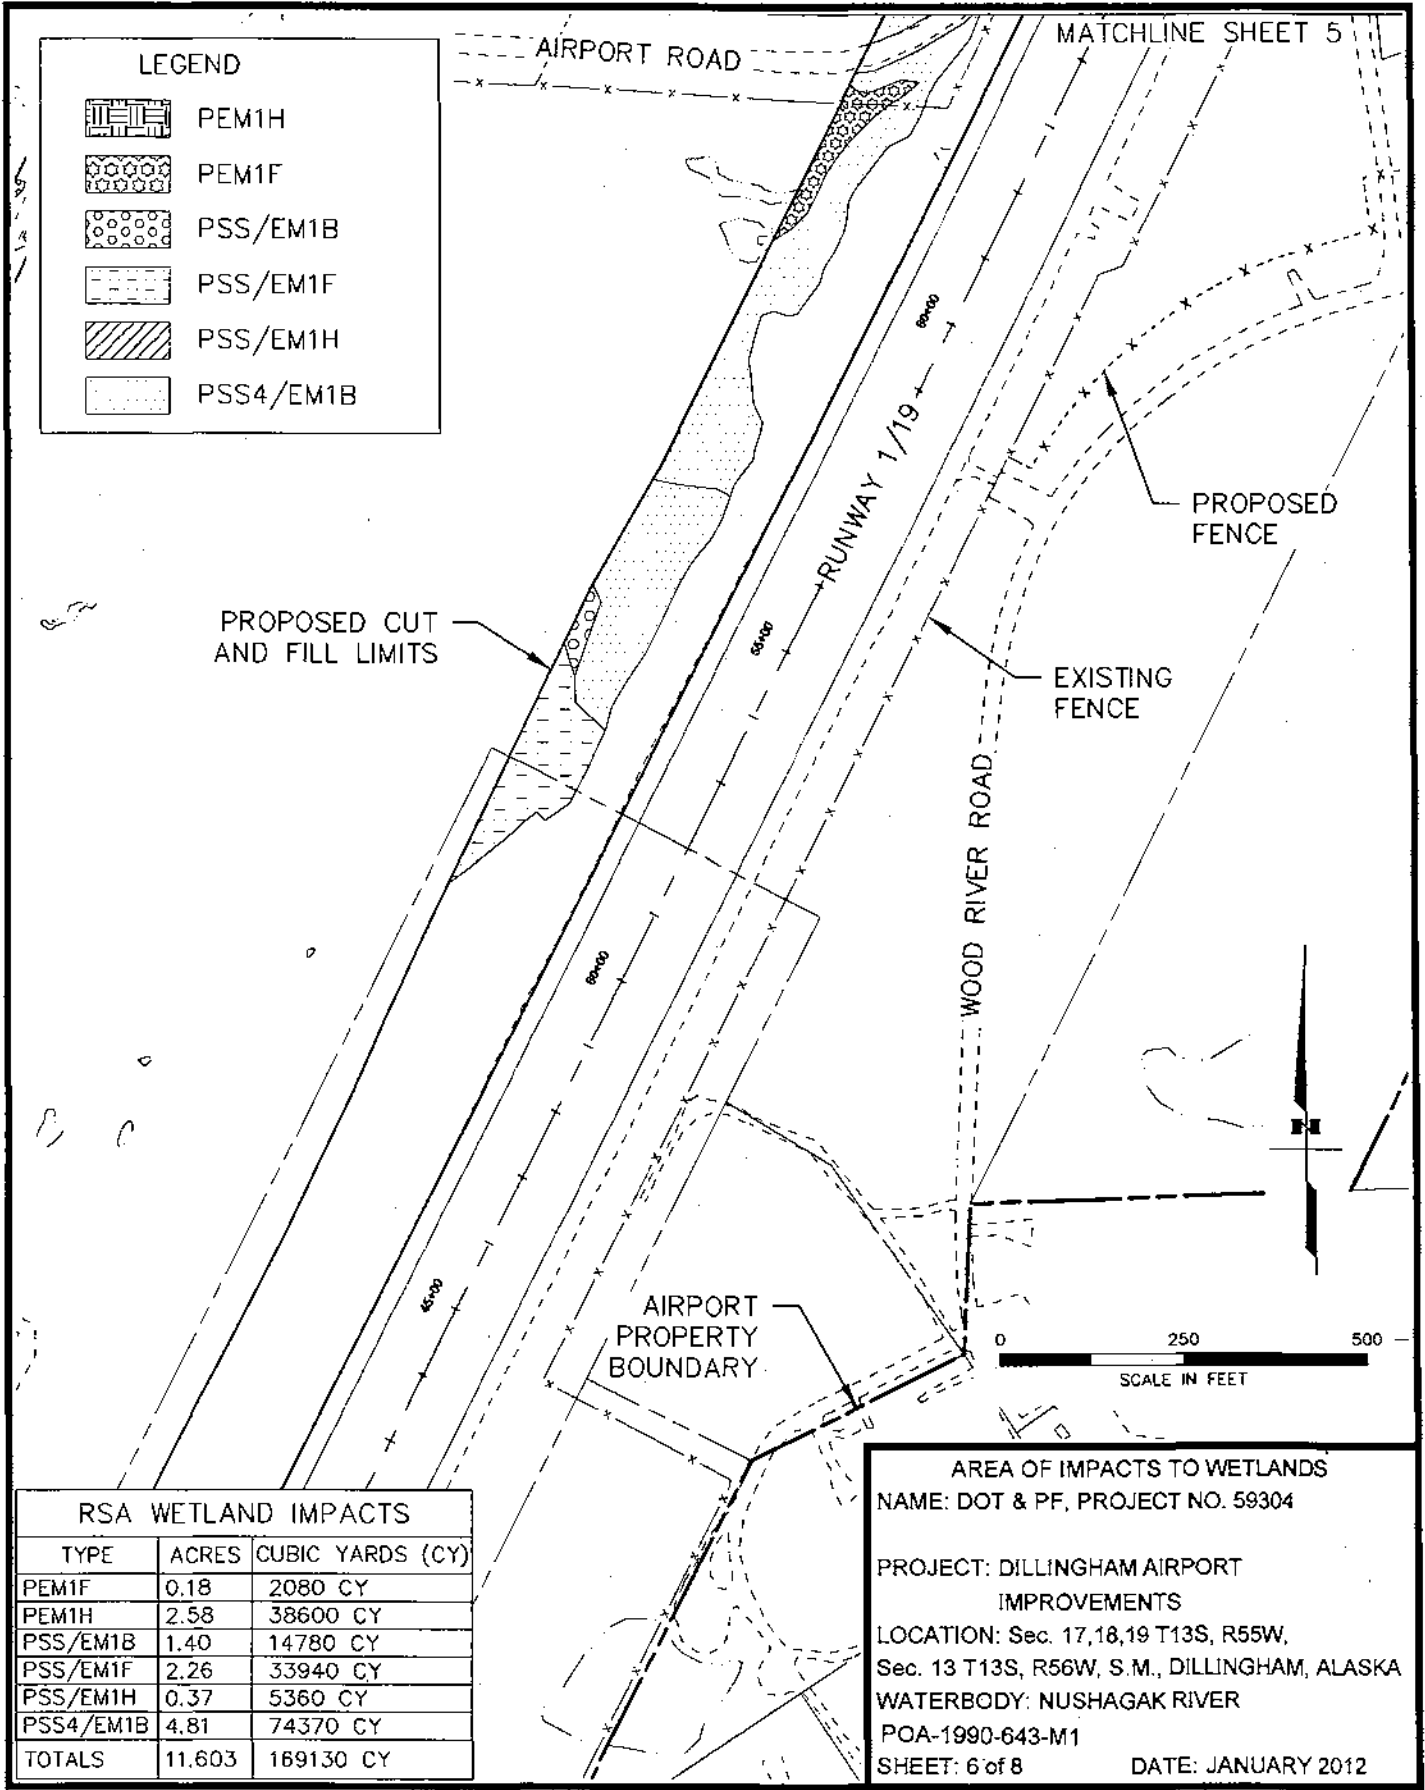 MATCHLINE SHEET 5
AIRPORT ROAD
LEGEND
PEM1H
PEM1F
PSS/EM1B
PSS/EM1F
PSS/EM1H
PSS4/EM1B
60+00
RUNWAY 1/19
PROPOSED
FENCE
PROPOSED CUT
AND FILL LIMITS
55+00
EXISTING
FENCE
WOOD RIVER ROAD
N
45+00
AIRPORT
PROPERTY
BOUNDARY
0 250 500
SCALE IN FEET
RSA WETLAND IMPACTS
TYPE ACRES CUBIC YARDS (CY)
PEM1F 0.18 2080 CY
PEM1H 2.58 38600 CY
PSS/EM1B 1.40 14780 CY
PSS/EM1F 2.26 33940 CY
PSS/EM1H 0.37 5360 CY
PSS4/EM1B 4.81 74370 CY
TOTALS 11.603 169130 CY
AREA OF IMPACTS TO WETLANDS
NAME: DOT & PF, PROJECT NO. 59304
PROJECT: DILLINGHAM AIRPORT
IMPROVEMENTS
LOCATION: Sec. 17,18,19 T13S, R55W,
Sec. 13 T13S, R56W, S.M., DILLINGHAM, ALASKA
WATERBODY: NUSHAGAK RIVER
POA-1990-643-M1
SHEET: 6 of 8 DATE: JANUARY 2012